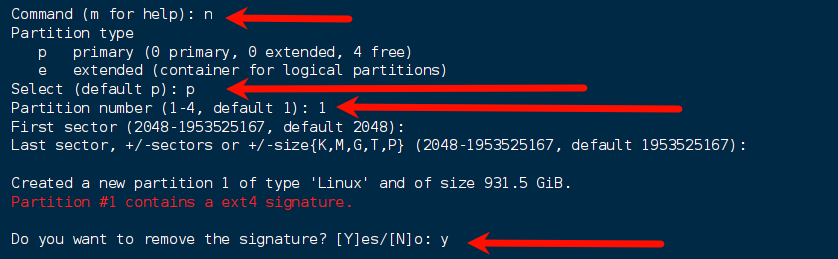 Command (m for help): n
Partition type
p primary (0 primary, 0 extended, 4 free)
e extended (container for logical partitions)
Select (default p): p
Partition number (1-4, default 1): 1
First sector (2048-1953525167, default 2048):
Last sector, +/-sectors or +/-size{K,M,G,T,P} (2048-1953525167, default 1953525167):
Created a new partition 1 of type 'Linux' and of size 931.5 GiB.
Partition #1 contains a ext4 signature.
Do you want to remove the signature? [Y]es/[N]o: y